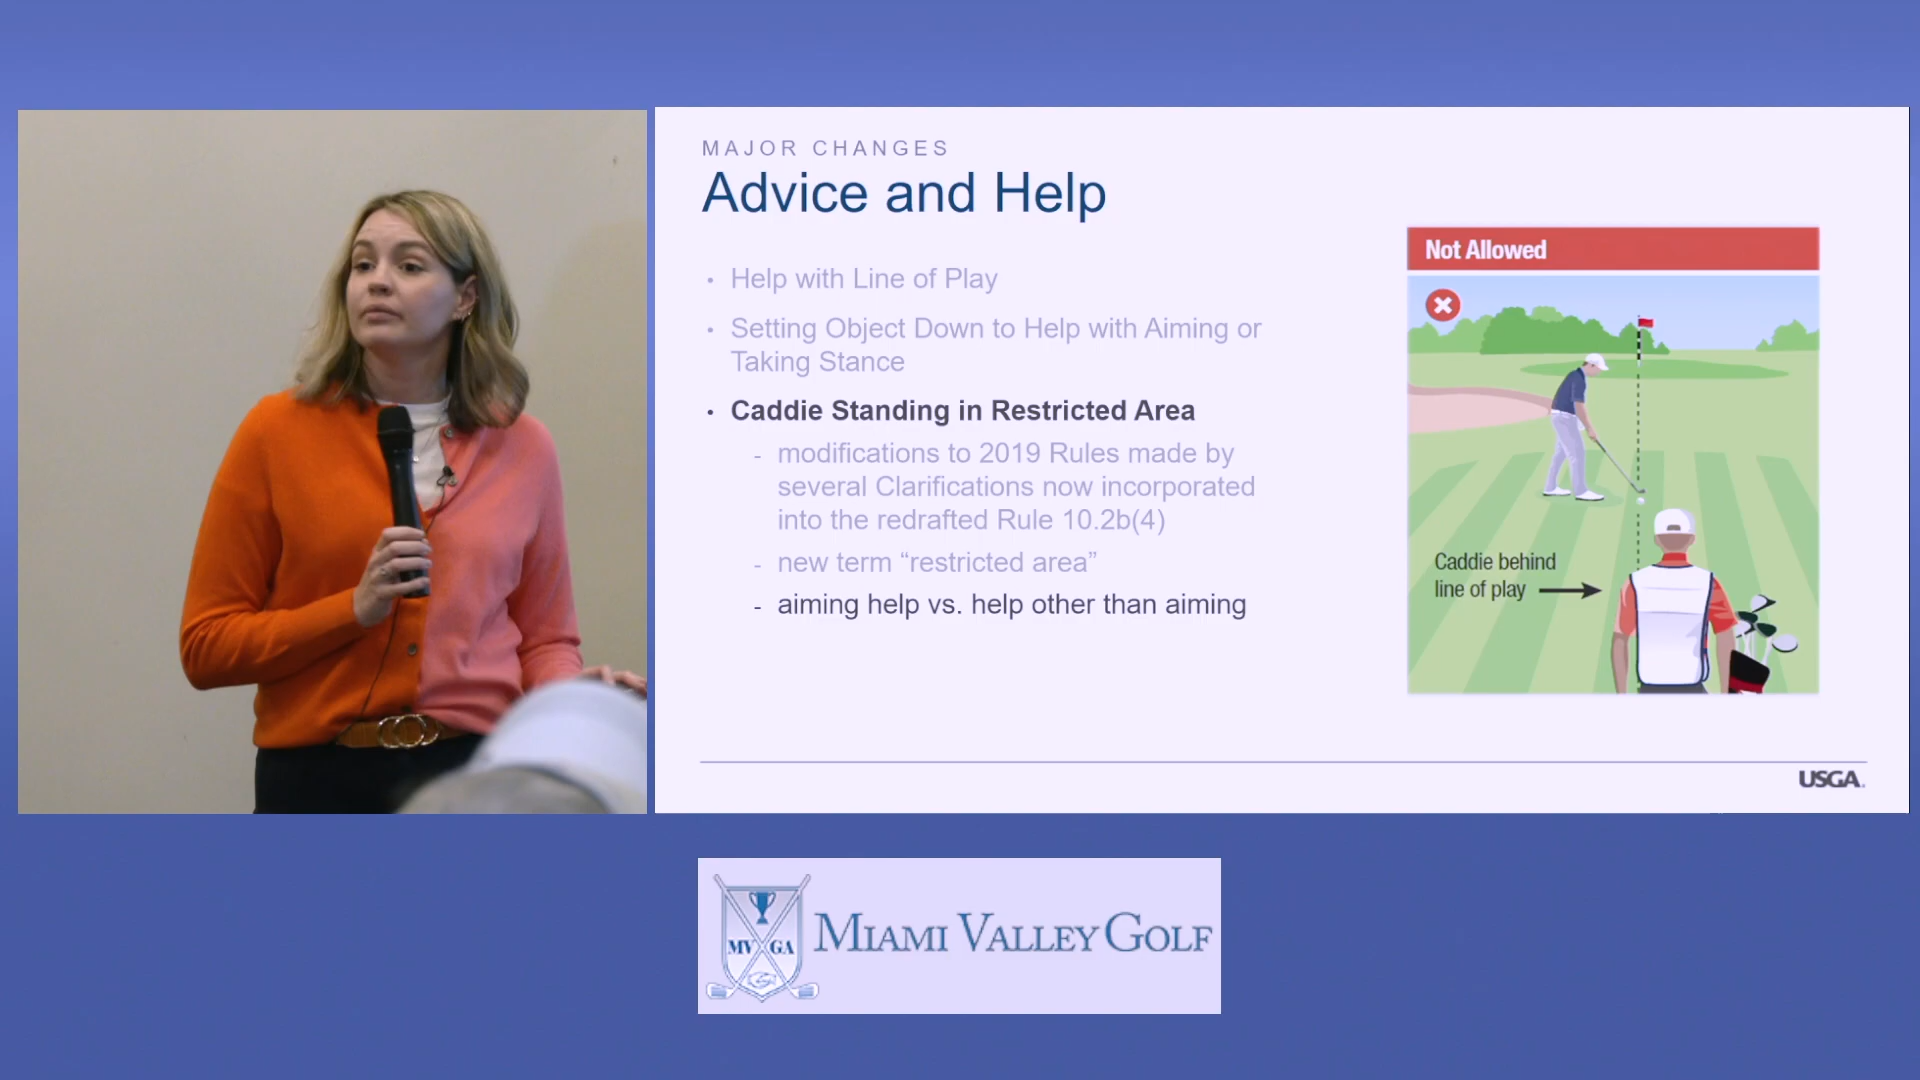 MAJOR CHANGES
Advice and Help
• Help with Line of Play
• Setting Object Down to Help with Aiming or
Taking Stance
• Caddie Standing in Restricted Area
- modifications to 2019 Rules made by
several Clarifications now incorporated
into the redrafted Rule 10.2b(4)
- new term “restricted area”
- aiming help vs. help other than aiming
Not Allowed
Caddie behind
line of play
USGA.
MV GA
MIAMI VALLEY GOLF